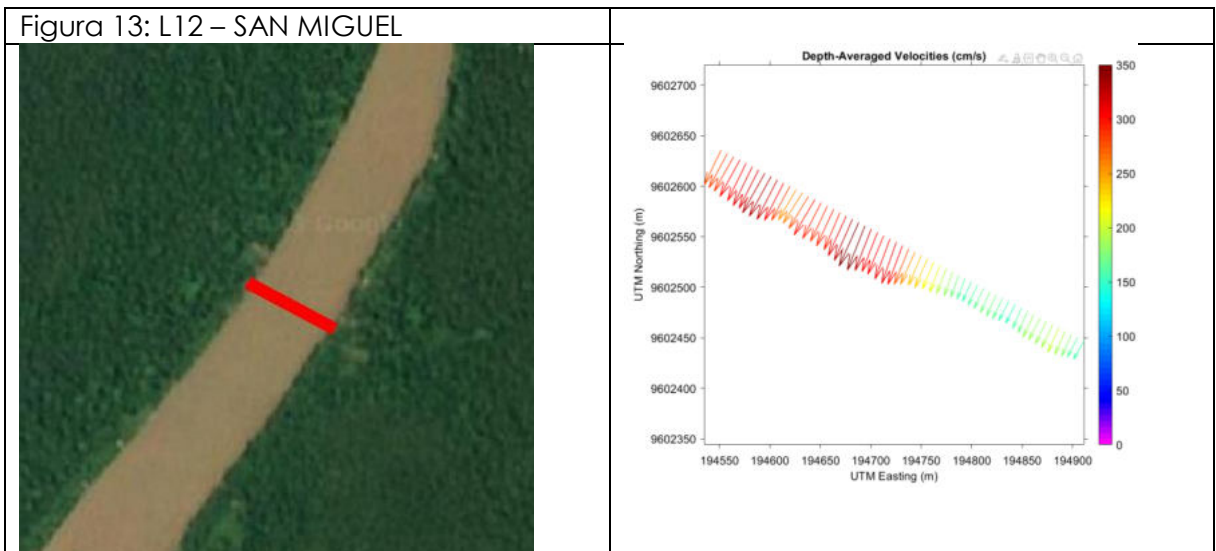 Figura 13: L12 – SAN MIGUEL
Google
Depth-Averaged Velocities (cm/s)
UTM Northing (m)
9602700
9602650
9602600
9602550
9602500
9602450
9602400
9602350
194550 194600 194650 194700 194750 194800 194850 194900
UTM Easting (m)
350
300
250
200
150
100
50
0